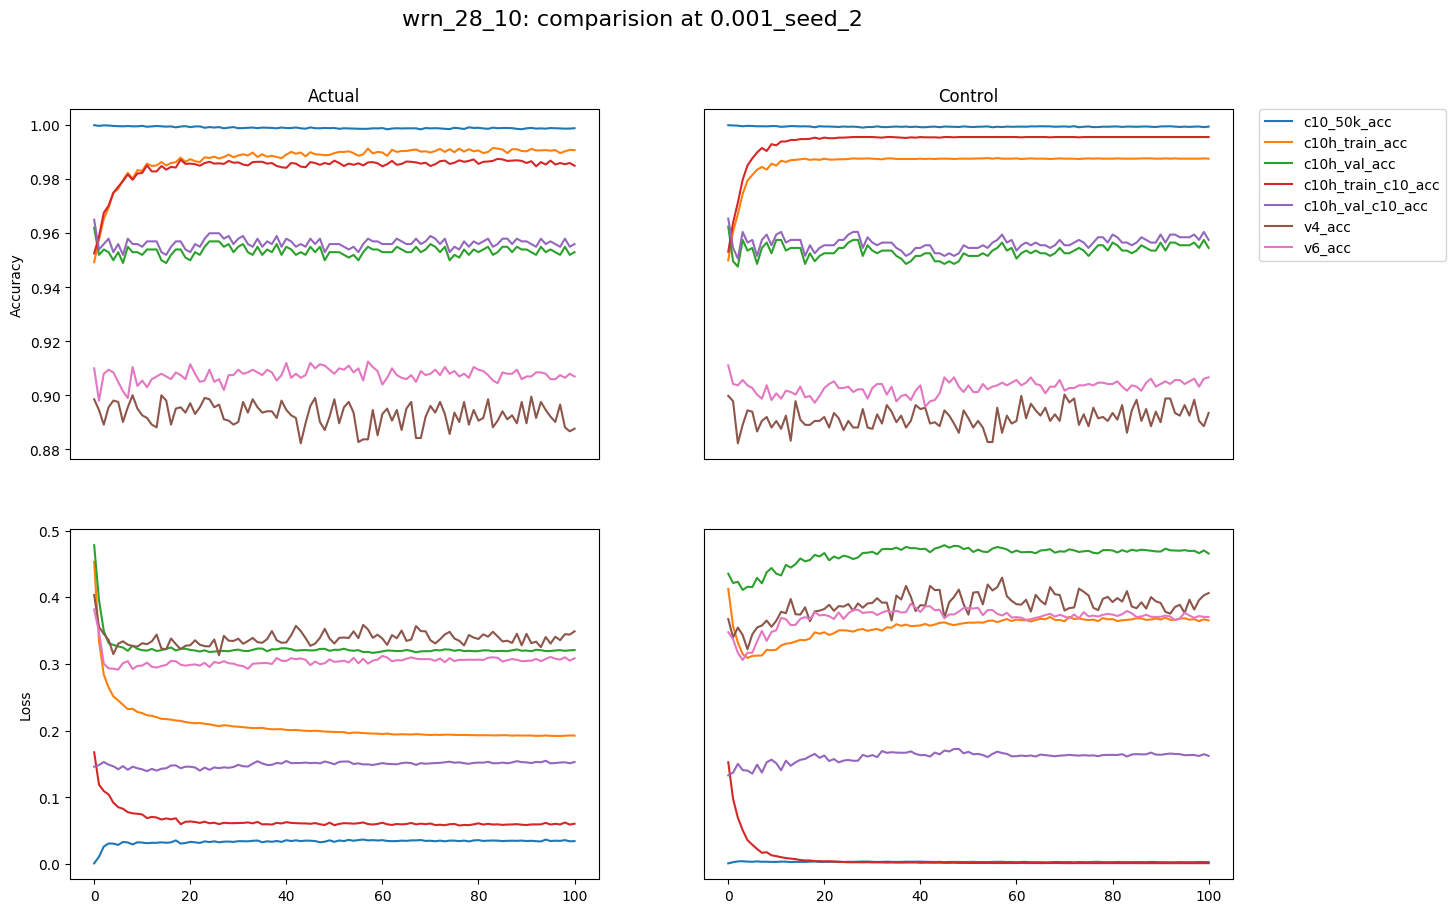 wrn_28_10: comparision at 0.001_seed_2
Actual
Control
Accuracy
1.00
0.98
0.96
0.94
0.92
0.90
0.88
c10_50k_acc
c10h_train_acc
c10h_val_acc
c10h_train_c10_acc
c10h_val_c10_acc
v4_acc
v6_acc
Loss
0.5
0.4
0.3
0.2
0.1
0.0
0 20 40 60 80 100
0 20 40 60 80 100